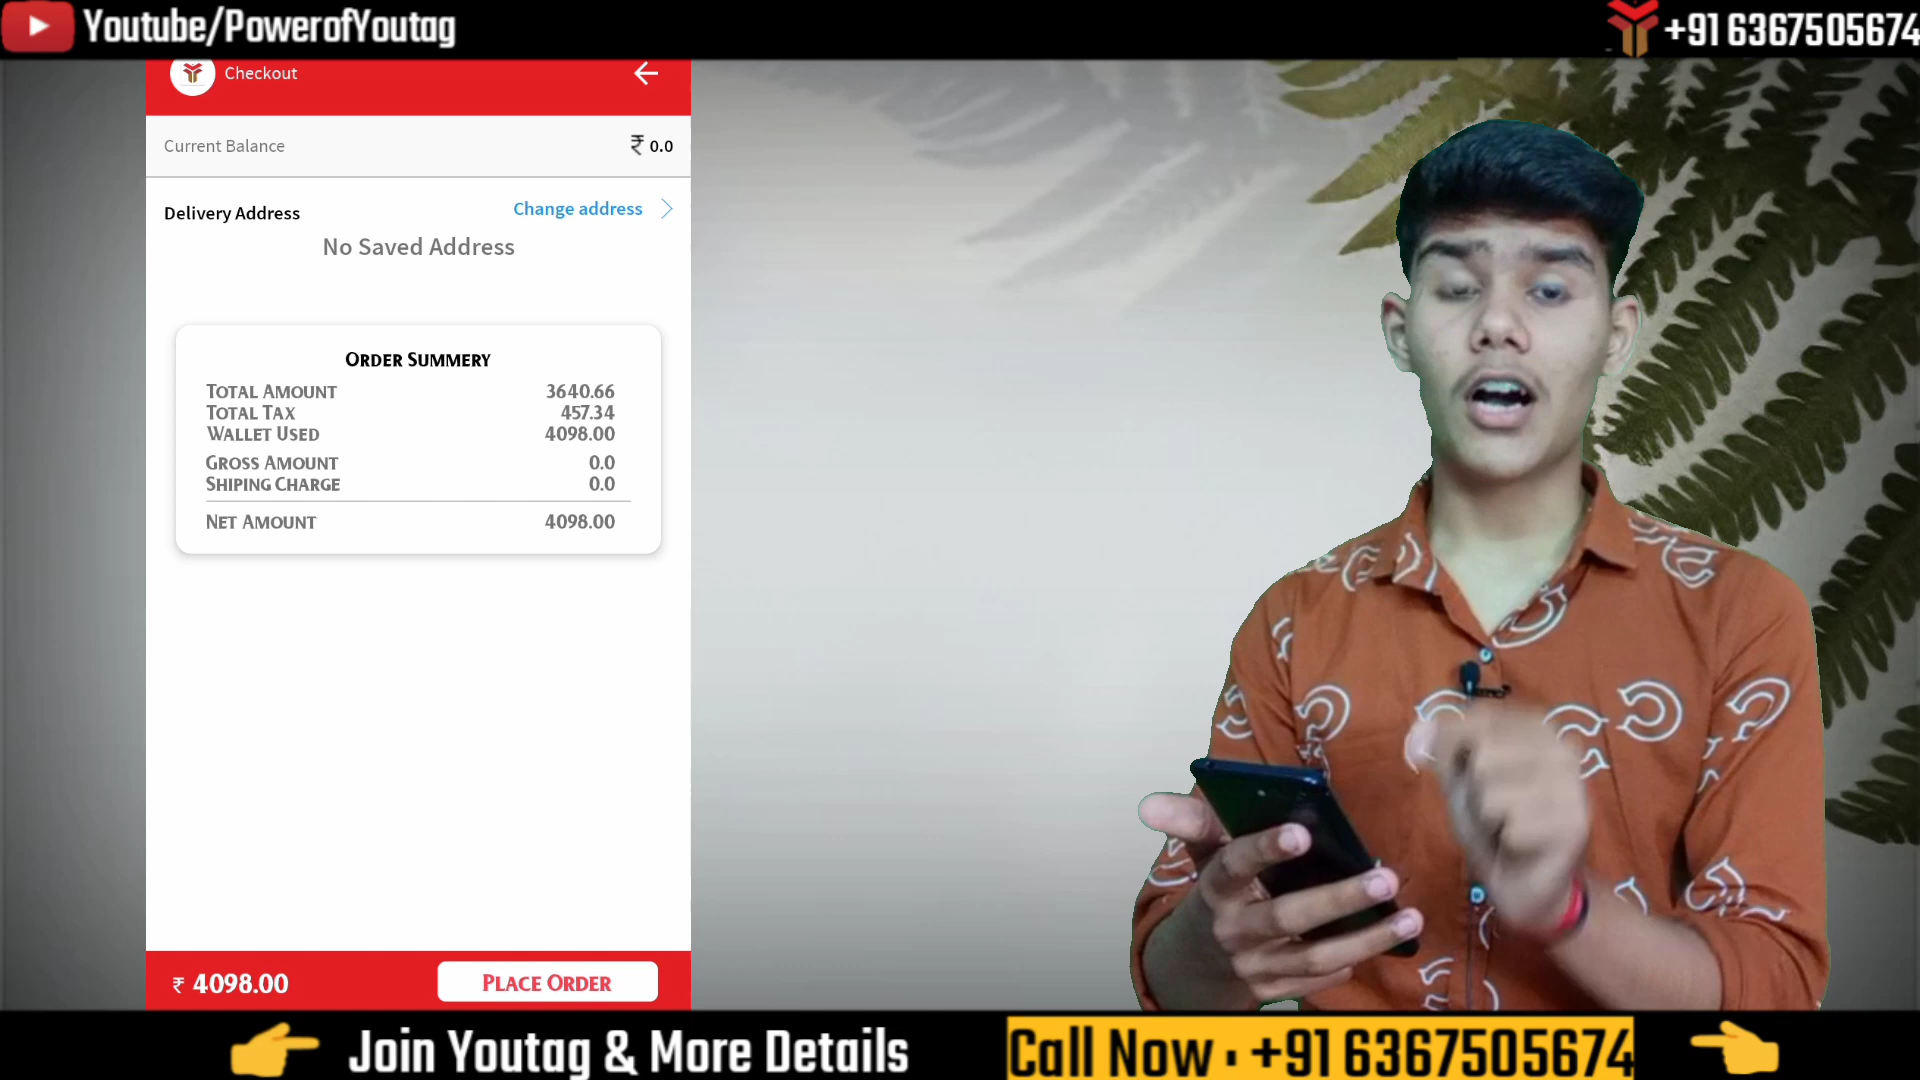 Youtube/PowerofYoutag
+91 6367505674
Checkout
Current Balance ₹ 0.0
Delivery Address Change address
No Saved Address
ORDER SUMMERY
TOTAL AMOUNT 3640.66
TOTAL TAX 457.34
WALLET USED 4098.00
GROSS AMOUNT 0.0
SHIPING CHARGE 0.0
NET AMOUNT 4098.00
₹ 4098.00 PLACE ORDER
Join Youtag & More Details
Call Now : +91 6367505674